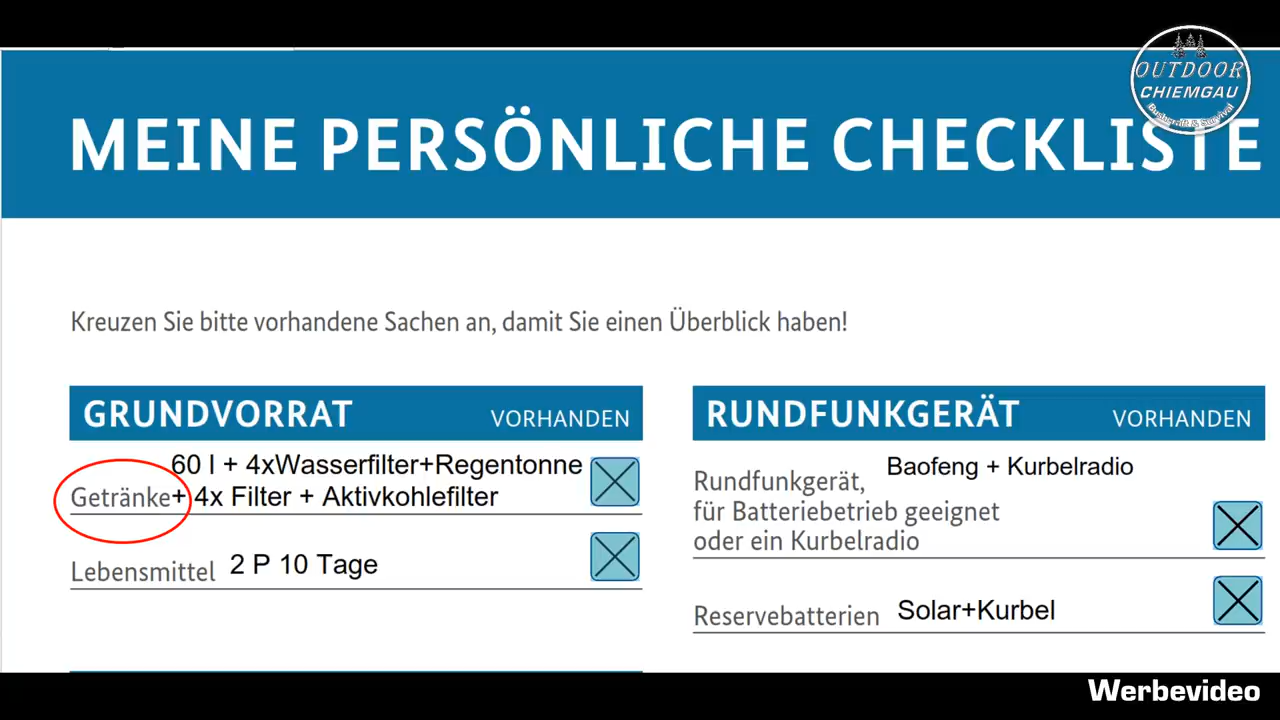 OUTDOOR
CHIEMGAU
Bushcraft & Survival
MEINE PERSÖNLICHE CHECKLISTE
Kreuzen Sie bitte vorhandene Sachen an, damit Sie einen Überblick haben!
GRUNDVORRAT VORHANDEN
60 l + 4xWasserfilter+Regentonne
Getränke+ 4x Filter + Aktivkohlefilter
Lebensmittel 2 P 10 Tage
RUNDFUNKGERÄT VORHANDEN
Baofeng + Kurbelradio
Rundfunkgerät,
für Batteriebetrieb geeignet
oder ein Kurbelradio
Reservebatterien Solar+Kurbel
Werbevideo